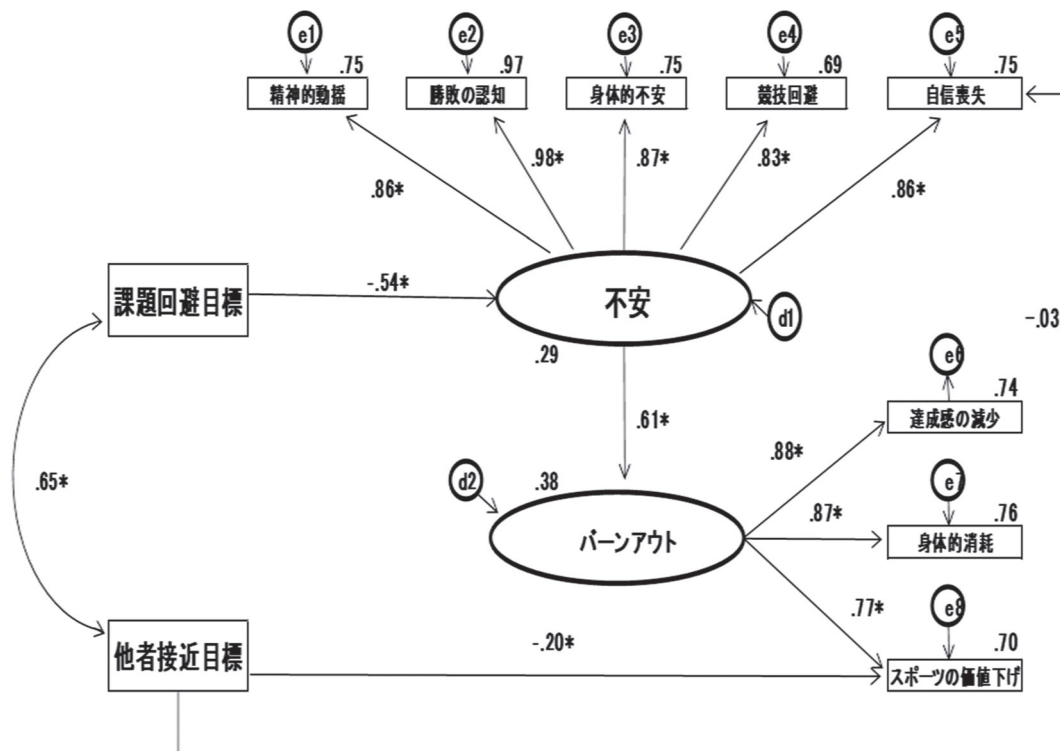 e1
e2
e3
e4
e5
.75
.97
.75
.69
.75
精神的動揺
勝敗の認知
身体的不安
競技回避
自信喪失
.86*
.98*
.87*
.83*
.86*
課題回避目標
-.54*
不安
d1
.29
-.03
e6
.74
達成感の減少
.61*
.88*
.65*
d2
.38
e7
.76
バーンアウト
.87*
身体的消耗
.77*
e8
他者接近目標
-.20*
.70
スポーツの価値下げ